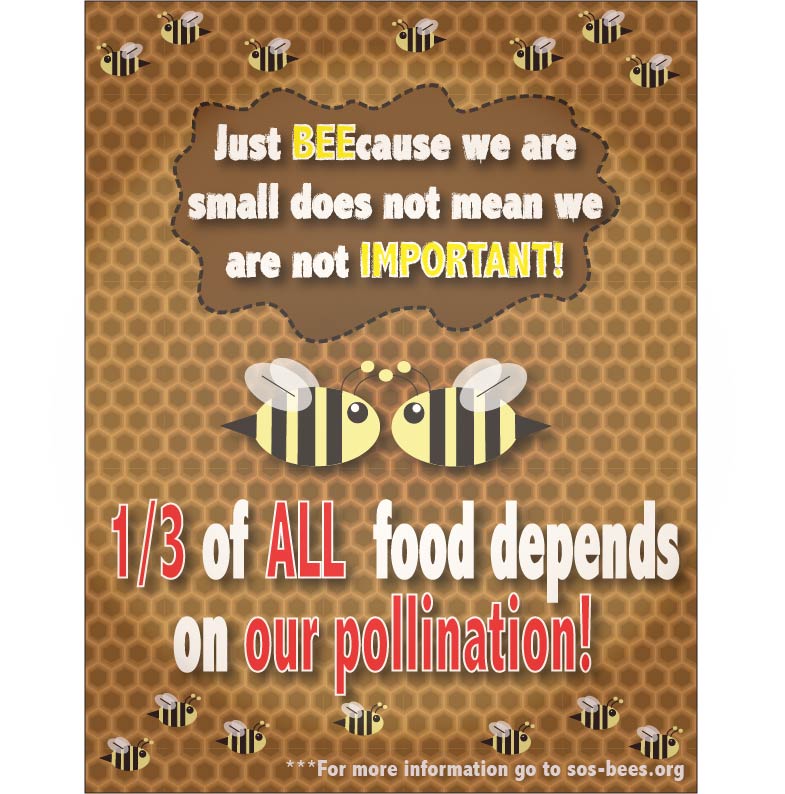 Just BEEcause we are
small does not mean we
are not IMPORTANT!
1/3 of ALL food depends
on our pollination!
***For more information go to sos-bees.org